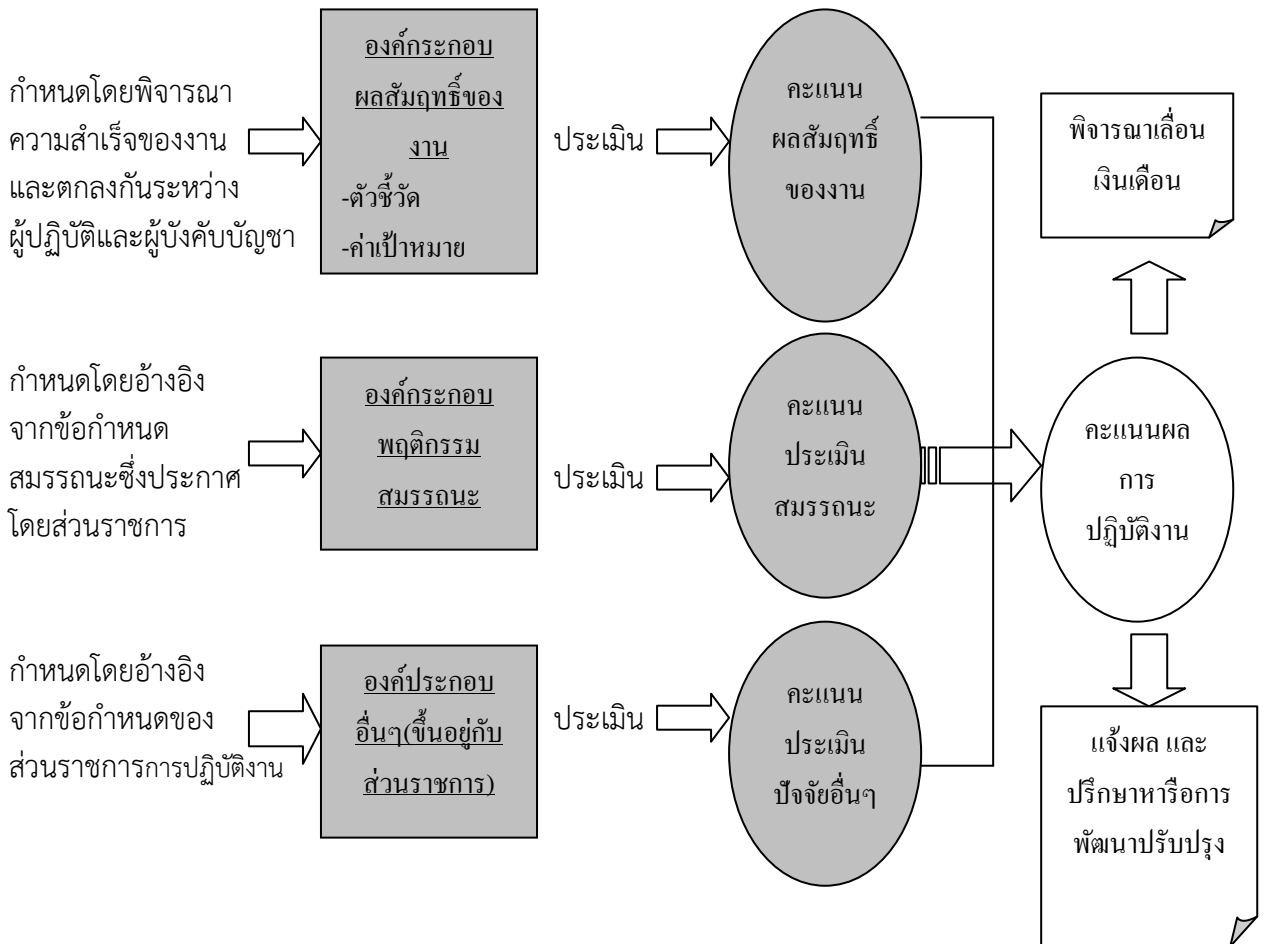 กำหนดโดยพิจารณา
ความสำเร็จของงาน
และตกลงกันระหว่าง
ผู้ปฏิบัติและผู้บังคับบัญชา
องค์กระกอบ
ผลสัมฤทธิ์ของ
งาน
-ตัวชี้วัด
-ค่าเป้าหมาย
ประเมิน
คะแนน
ผลสัมฤทธิ์
ของงาน
พิจารณาเลื่อน
เงินเดือน
กำหนดโดยอ้างอิง
จากข้อกำหนด
สมรรถนะซึ่งประกาศ
โดยส่วนราชการ
องค์กระกอบ
พฤติกรรม
สมรรถนะ
ประเมิน
คะแนน
ประเมิน
สมรรถนะ
คะแนนผล
การ
ปฏิบัติงาน
กำหนดโดยอ้างอิง
จากข้อกำหนดของ
ส่วนราชการการปฏิบัติงาน
องค์ประกอบ
อื่นๆ(ขึ้นอยู่กับ
ส่วนราชการ)
ประเมิน
คะแนน
ประเมิน
ปัจจัยอื่นๆ
แจ้งผล และ
ปรึกษาหารือการ
พัฒนาปรับปรุง